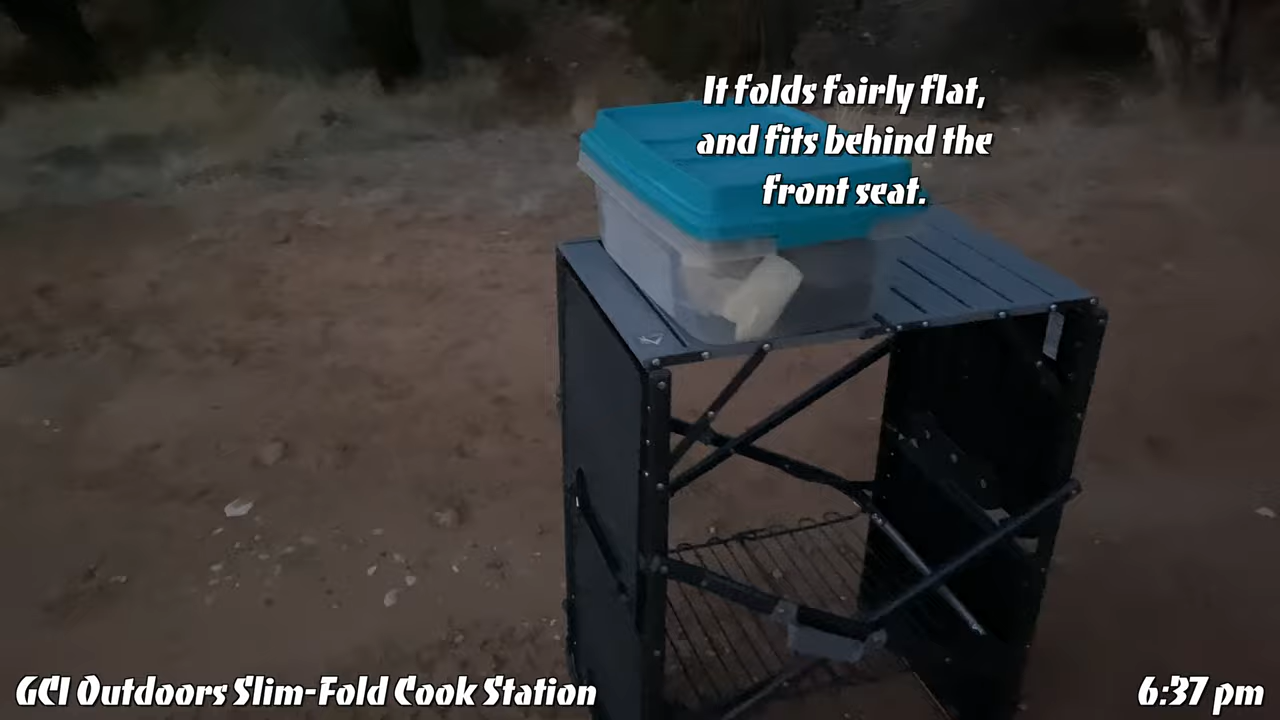 It folds fairly flat,
and fits behind the
front seat.
GCI Outdoors Slim-Fold Cook Station
6:37 pm